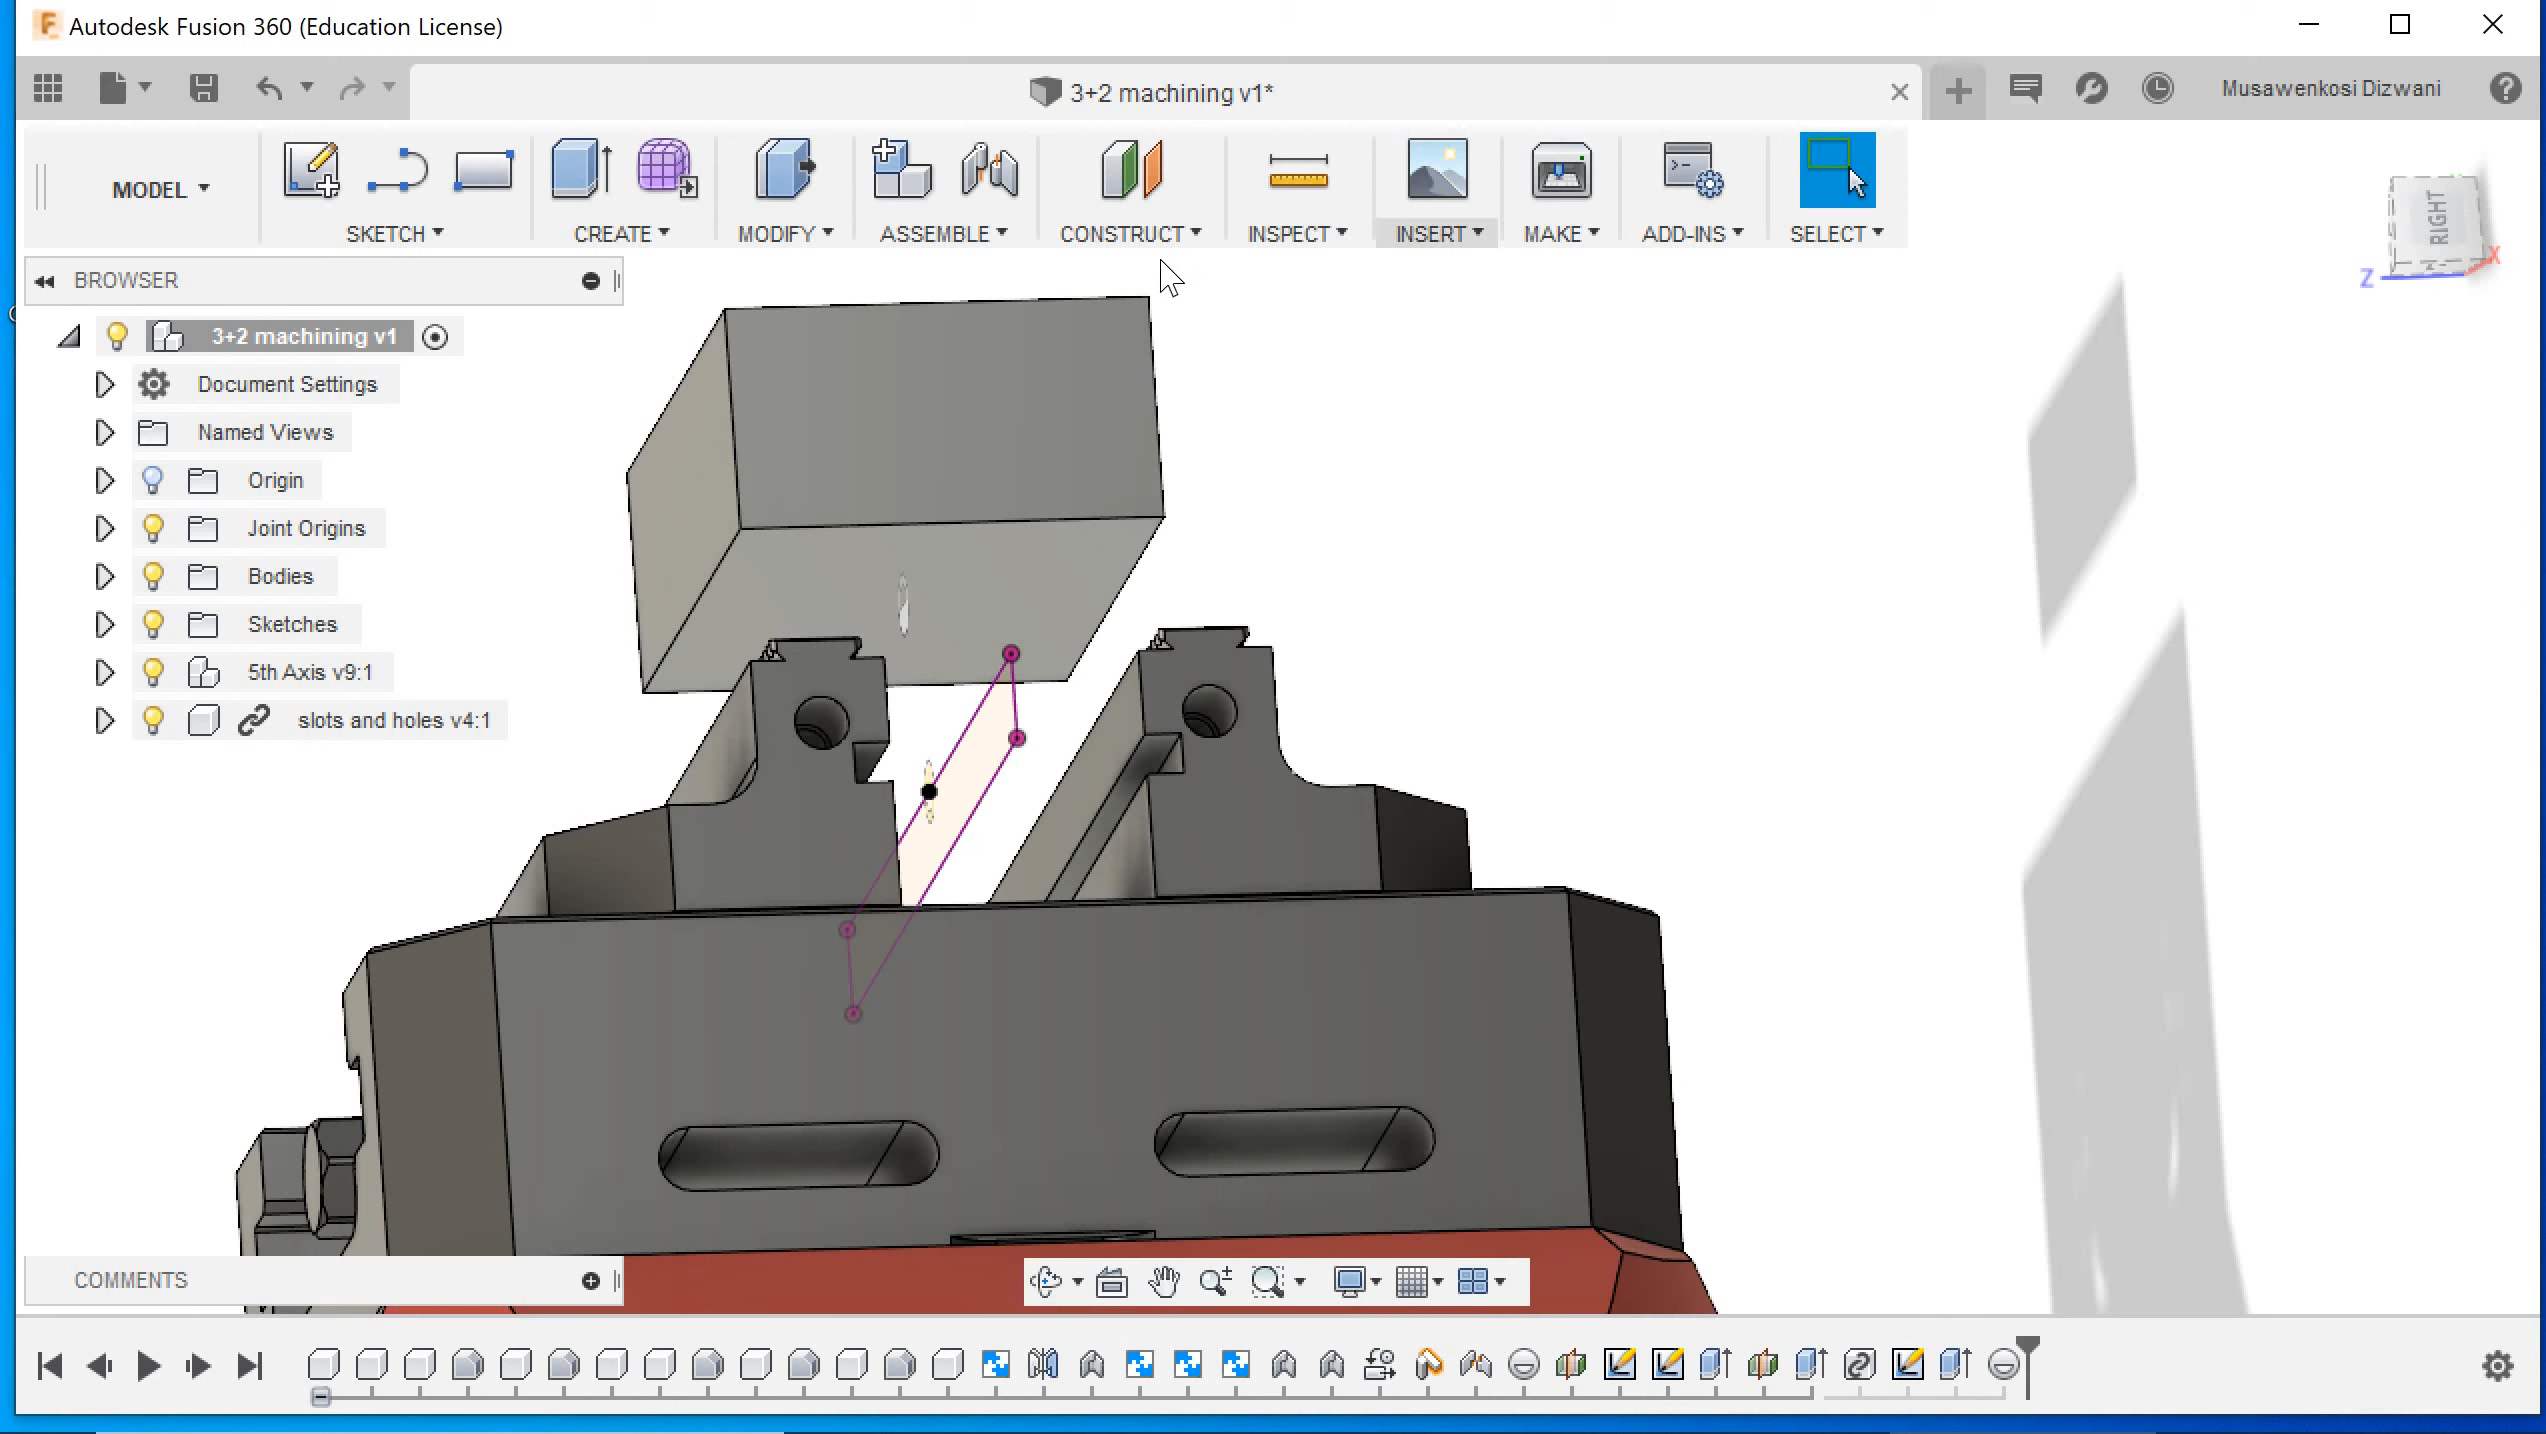 Autodesk Fusion 360 (Education License)
3+2 machining v1*
Musawenkosi Dizwani
MODEL
SKETCH
CREATE
MODIFY
ASSEMBLE
CONSTRUCT
INSPECT
INSERT
MAKE
ADD-INS
SELECT
RIGHT
Z
X
BROWSER
3+2 machining v1
Document Settings
Named Views
Origin
Joint Origins
Bodies
Sketches
5th Axis v9:1
slots and holes v4:1
COMMENTS